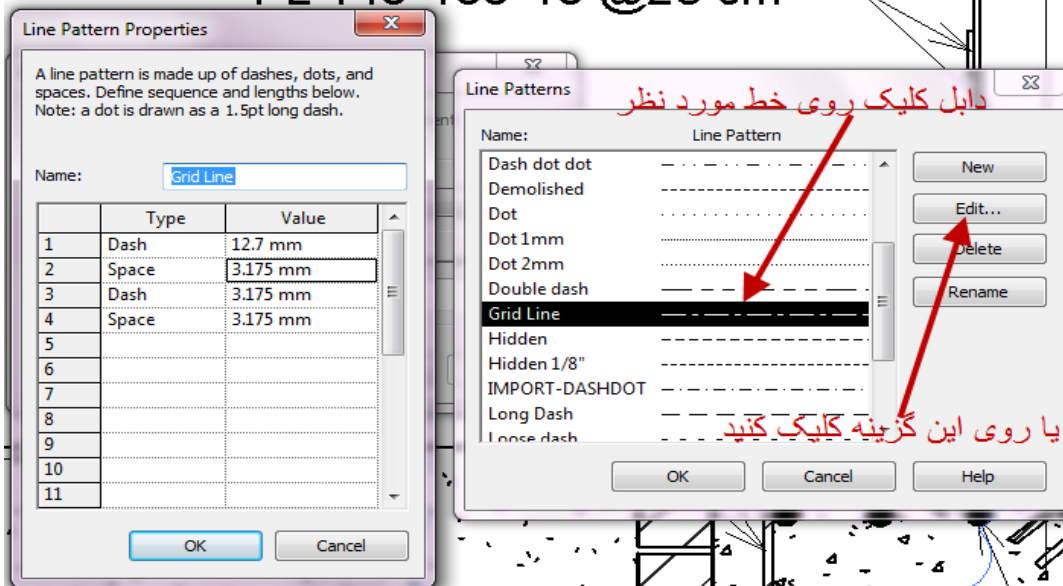 @25 cm
Line Pattern Properties
A line pattern is made up of dashes, dots, and
spaces. Define sequence and lengths below.
Note: a dot is drawn as a 1.5pt long dash.
Name: Grid Line
Type Value
1 Dash 12.7 mm
2 Space 3.175 mm
3 Dash 3.175 mm
4 Space 3.175 mm
5
6
7
8
9
10
11
OK Cancel
Line Patterns
دابل کلیک روی خط مورد نظر
Name: Line Pattern
Dash dot dot
Demolished
Dot
Dot 1mm
Dot 2mm
Double dash
Grid Line
Hidden
Hidden 1/8"
IMPORT-DASHDOT
Long Dash
Loose dash
New
Edit...
Delete
Rename
یا روی این گزینه کلیک کنید
OK Cancel Help